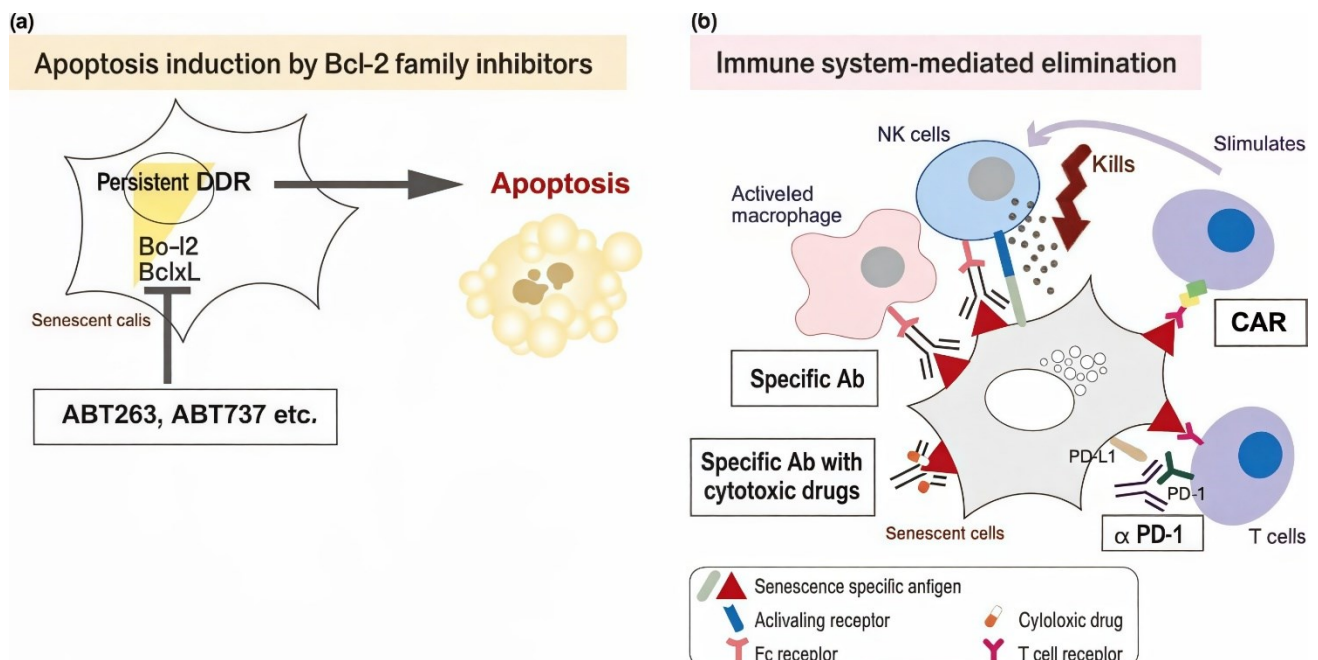 (a)
Apoptosis induction by Bcl-2 family inhibitors
Persistent DDR
Apoptosis
Bo-l2
BclxL
Senescent calis
ABT263, ABT737 etc.
(b)
Immune system-mediated elimination
NK cells
Slimulates
Kills
Activeled
macrophage
CAR
Specific Ab
Specific Ab with
cytotoxic drugs
PD-L1
PD-1
α PD-1
Senescent cells
T cells
Senescence specific antigen
Aclivaling receptor
Cyloloxic drug
Fc receplor
T cell receplor